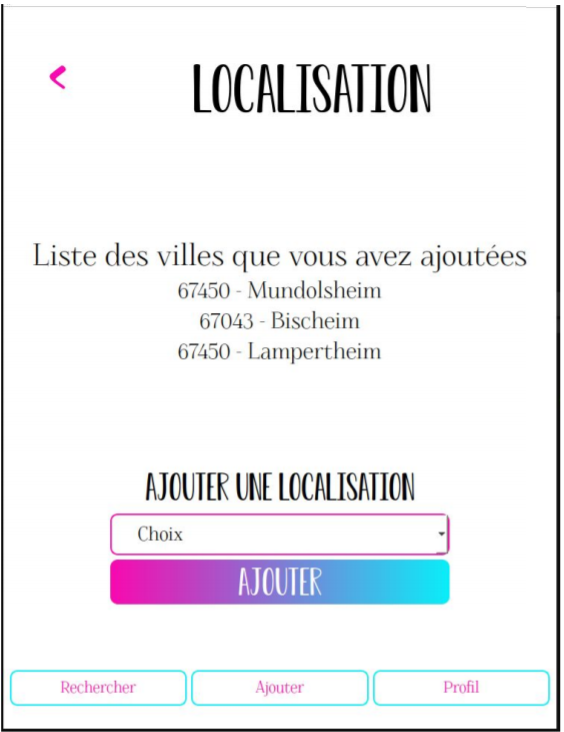 LOCALISATION
Liste des villes que vous avez ajoutées
67450 - Mundolsheim
67043 - Bischeim
67450 - Lampertheim
AJOUTER UNE LOCALISATION
Choix
AJOUTER
Rechercher
Ajouter
Profil